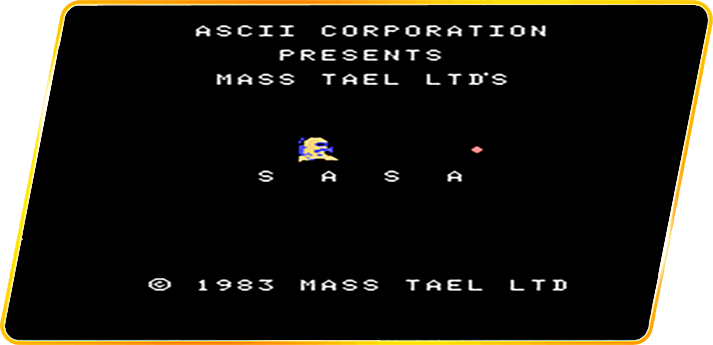 ASCII CORPORATION
PRESENTS
MASS TAEL LTD'S
S A S A
© 1983 MASS TAEL LTD